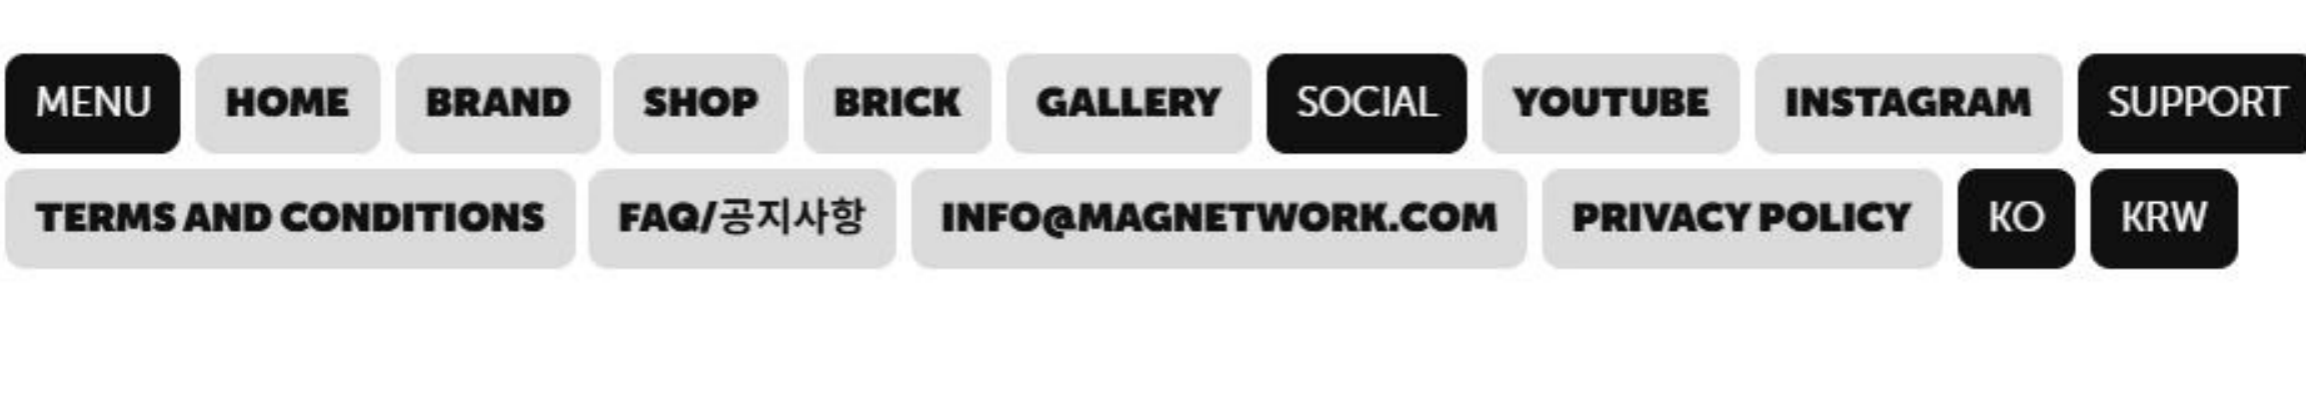 MENU HOME BRAND SHOP BRICK GALLERY SOCIAL YOUTUBE INSTAGRAM SUPPORT
TERMS AND CONDITIONS FAQ/공지사항 INFO@MAGNETWORK.COM PRIVACY POLICY KO KRW